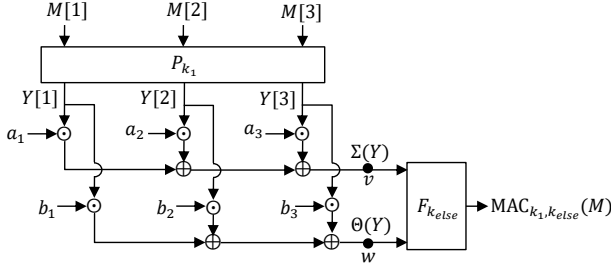 M[1] M[2] M[3]
P_{k_1}
Y[1] Y[2] Y[3]
a_1 a_2 a_3
Σ(Y)
v
F_{k_{else}}
MAC_{k_1,k_{else}}(M)
b_1 b_2 b_3
Θ(Y)
w